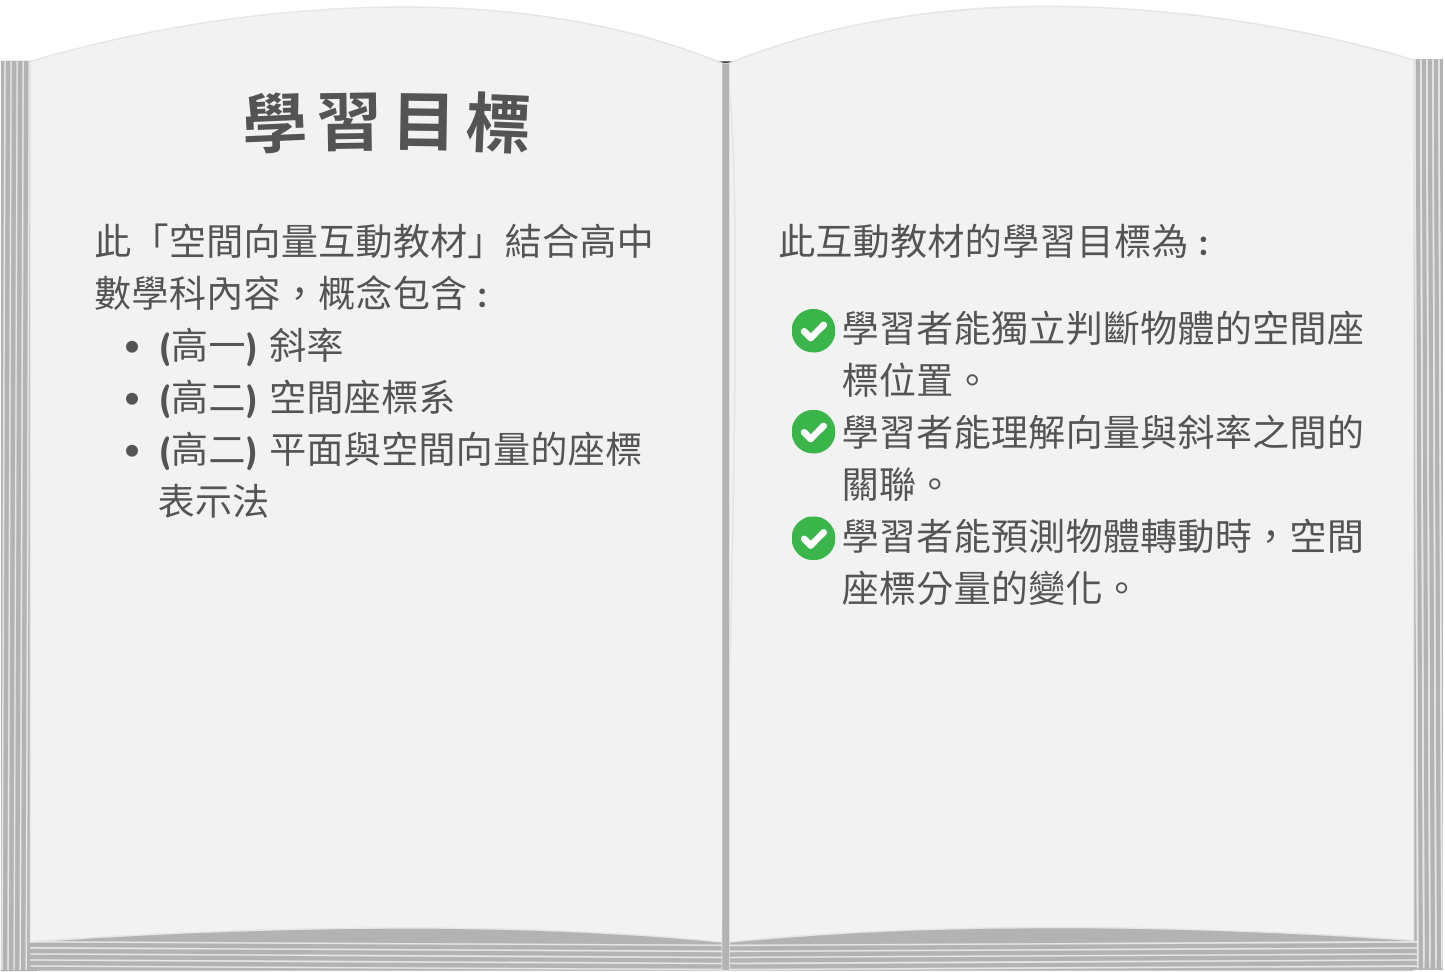 學習目標
此「空間向量互動教材」結合高中
數學科內容，概念包含：
• (高一) 斜率
• (高二) 空間座標系
• (高二) 平面與空間向量的座標
表示法
此互動教材的學習目標為：
學習者能獨立判斷物體的空間座
標位置。
學習者能理解向量與斜率之間的
關聯。
學習者能預測物體轉動時，空間
座標分量的變化。